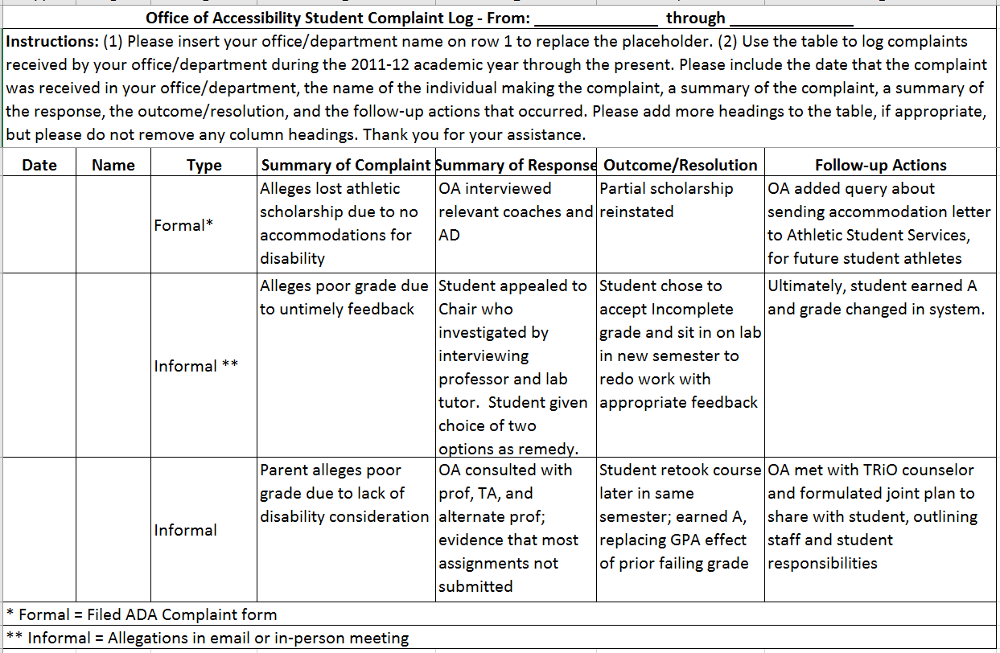 Office of Accessibility Student Complaint Log - From: _______________ through _______________
Instructions: (1) Please insert your office/department name on row 1 to replace the placeholder. (2) Use the table to log complaints
received by your office/department during the 2011-12 academic year through the present. Please include the date that the complaint
was received in your office/department, the name of the individual making the complaint, a summary of the complaint, a summary of
the response, the outcome/resolution, and the follow-up actions that occurred. Please add more headings to the table, if appropriate,
but please do not remove any column headings. Thank you for your assistance.
Date
Name
Type
Summary of Complaint
Summary of Response
Outcome/Resolution
Follow-up Actions
Formal*
Alleges lost athletic
scholarship due to no
accommodations for
disability
OA interviewed
relevant coaches and
AD
Partial scholarship
reinstated
OA added query about
sending accommodation letter
to Athletic Student Services,
for future student athletes
Informal **
Alleges poor grade due
to untimely feedback
Student appealed to
Chair who
investigated by
interviewing
professor and lab
tutor.  Student given
choice of two
options as remedy.
Student chose to
accept Incomplete
grade and sit in on lab
in new semester to
redo work with
appropriate feedback
Ultimately, student earned A
and grade changed in system.
Informal
Parent alleges poor
grade due to lack of
disability consideration
OA consulted with
prof, TA, and
alternate prof;
evidence that most
assignments not
submitted
Student retook course
later in same
semester; earned A,
replacing GPA effect
of prior failing grade
OA met with TRiO counselor
and formulated joint plan to
share with student, outlining
staff and student
responsibilities
* Formal = Filed ADA Complaint form
** Informal = Allegations in email or in-person meeting